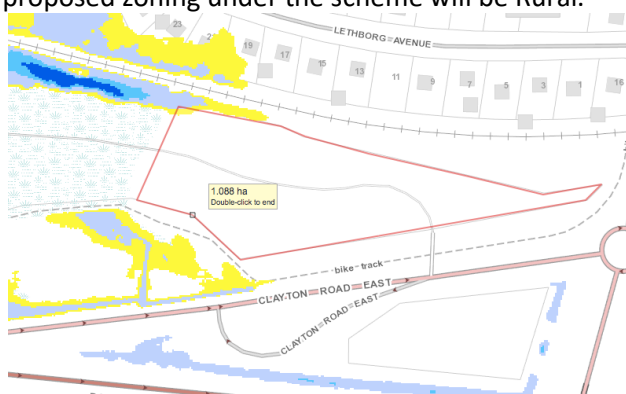 proposed zoning under the scheme will be Rural.
23
LETHBORG AVENUE
19
17
15
13
11
9
7
5
3
1
16
1.088 ha
Double-click to end
bike track
CLAYTON ROAD EAST
CLAYTON ROAD EAST